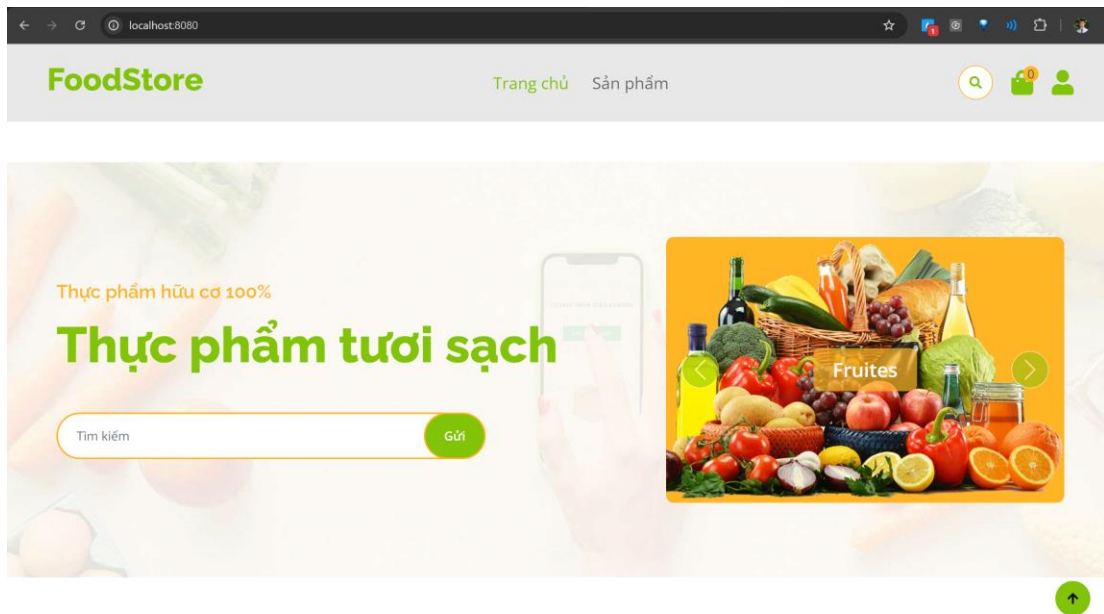 localhost:8080
1
FoodStore
Trang chủ Sản phẩm
0
Thực phẩm hữu cơ 100%
Thực phẩm tươi sạch
Tìm kiếm
Gửi
Fruites